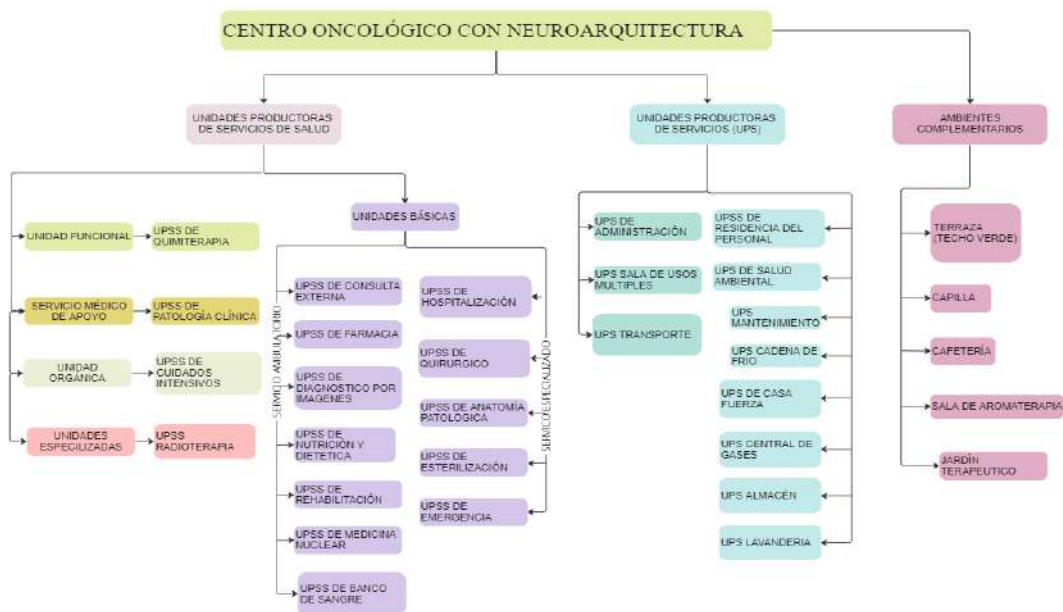 CENTRO ONCOLÓGICO CON NEUROARQUITECTURA
UNIDADES PRODUCTORAS
DE SERVICIOS DE SALUD
UNIDADES PRODUCTORAS
DE SERVICIOS (UPS)
AMBIENTES
COMPLEMENTARIOS
UNIDAD FUNCIONAL
UPSS DE
QUIMITERAPIA
SERVICIO MÉDICO
DE APOYO
UPSS DE
PATOLOGÍA CLÍNICA
UNIDAD
ORGÁNICA
UPSS DE
CUIDADOS
INTENSIVOS
UNIDADES
ESPECILIZADAS
UPSS
RADIOTERAPIA
UNIDADES BÁSICAS
SERVICIO AMBULATORIO
UPSS DE CONSULTA
EXTERNA
UPSS DE FARMACIA
UPSS DE
DIAGNOSTICO POR
IMAGENES
UPSS DE
NUTRICIÓN Y
DIETETICA
UPSS DE
REHABILITACIÓN
UPSS DE MEDICINA
NUCLEAR
UPSS DE BANCO
DE SANGRE
UPSS DE
HOSPITALIZACIÓN
UPSS DE
QUIRURGICO
UPSS DE ANATOMÍA
PATOLOGICA
UPSS DE
ESTERILIZACIÓN
UPSS DE
EMERGENCIA
SERVICIO ESPECIALIZADO
UPS DE
ADMINISTRACIÓN
UPS SALA DE USOS
MULTIPLES
UPS TRANSPORTE
UPSS DE
RESIDENCIA DEL
PERSONAL
UPS DE SALUD
AMBIENTAL
UPS
MANTENIMIENTO
UPS CADENA DE
FRIO
UPS DE CASA
FUERZA
UPS CENTRAL DE
GASES
UPS ALMACÉN
UPS LAVANDERIA
TERRAZA
(TECHO VERDE)
CAPILLA
CAFETERÍA
SALA DE AROMATERAPIA
JARDÍN
TERAPEUTICO